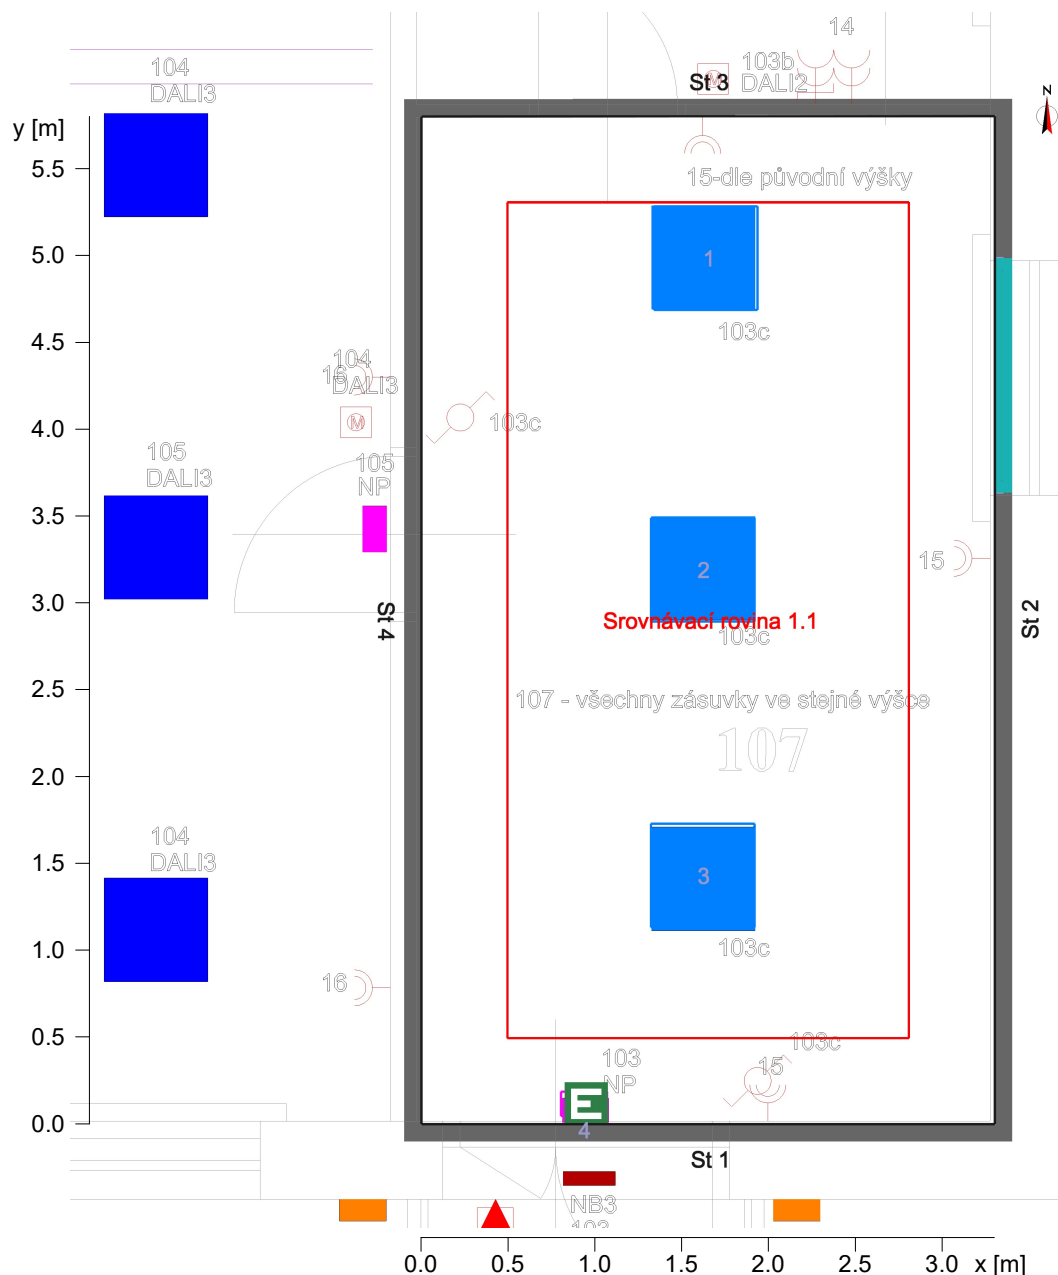 14
104
DALI3
103b
DALI2
M
St 3
z
y [m]
5.5
15-dle původní výšky
1
5.0
103c
4.5
104
16
DALI3
M
4.0
103c
105
DALI3
105
NP
3.5
2
15
3.0
St 4
St 2
Srovnávací rovina 1.1
103c
2.5
107 - všechny zásuvky ve stejné výšce
107
2.0
104
DALI3
1.5
3
1.0
103c
16
0.5
103c
103
NP
15
E
0.0
4
St 1
NB3
103
0.0 0.5 1.0 1.5 2.0 2.5 3.0 x [m]